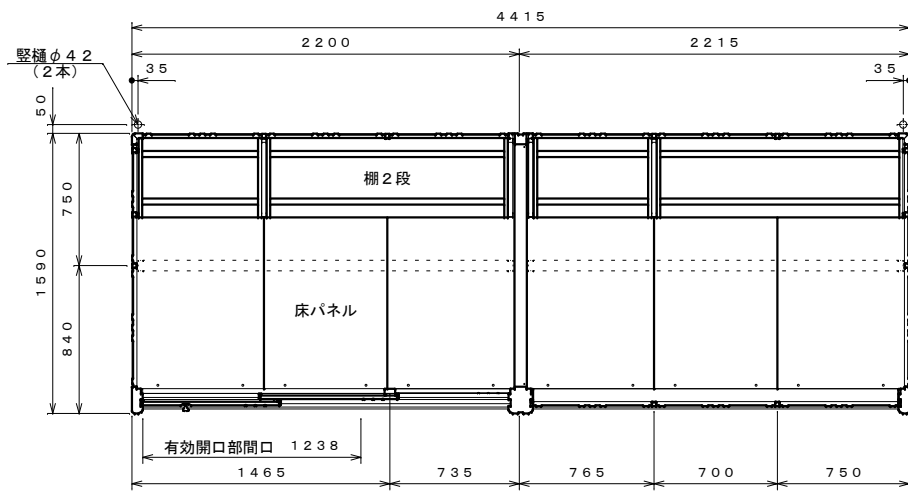 ４４１５
２２００
２２１５
竪樋φ４２
（２本）
３５
３５
５０
７５０
１５９０
８４０
棚２段
床パネル
有効開口部間口　１２３８
１４６５
７３５
７６５
７００
７５０